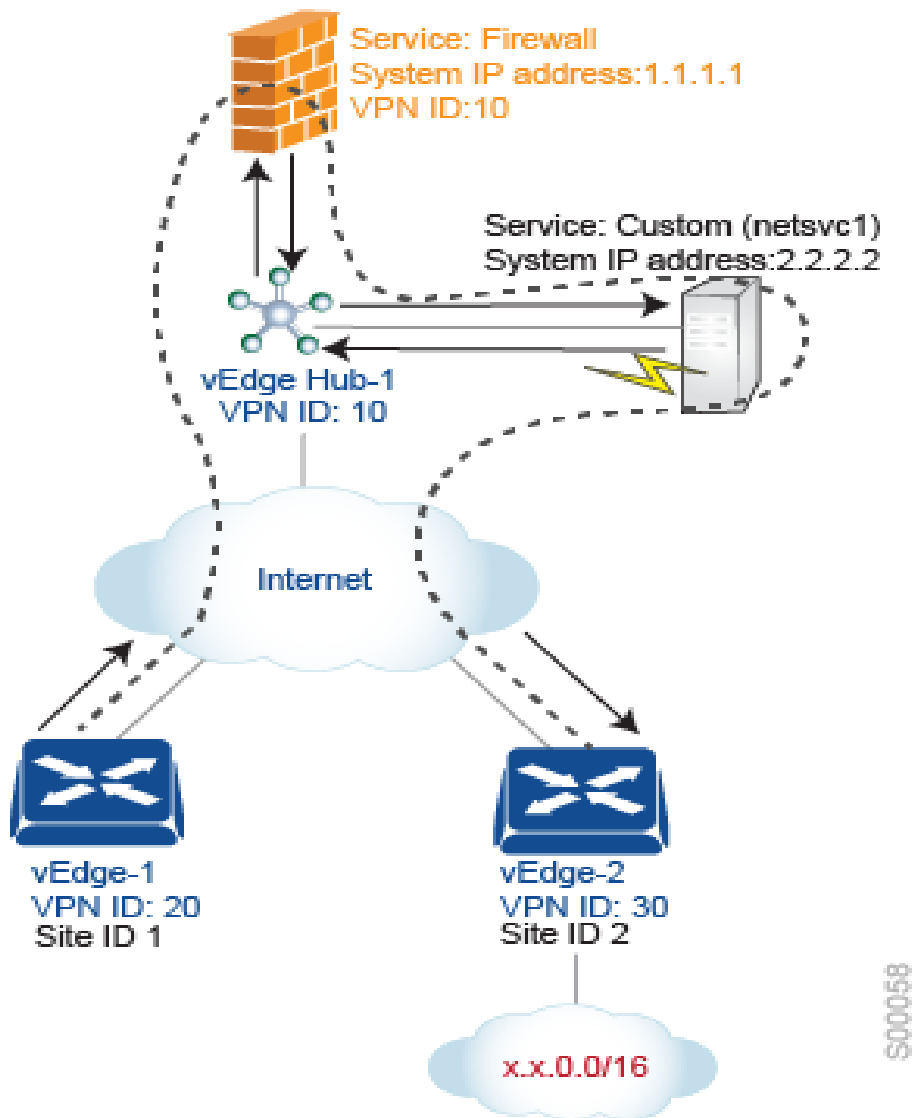 Service: Firewall
System IP address:1.1.1.1
VPN ID:10
Service: Custom (netsvc1)
System IP address:2.2.2.2
vEdge Hub-1
VPN ID: 10
Internet
vEdge-1
VPN ID: 20
Site ID 1
vEdge-2
VPN ID: 30
Site ID 2
x.x.0.0/16
S00058